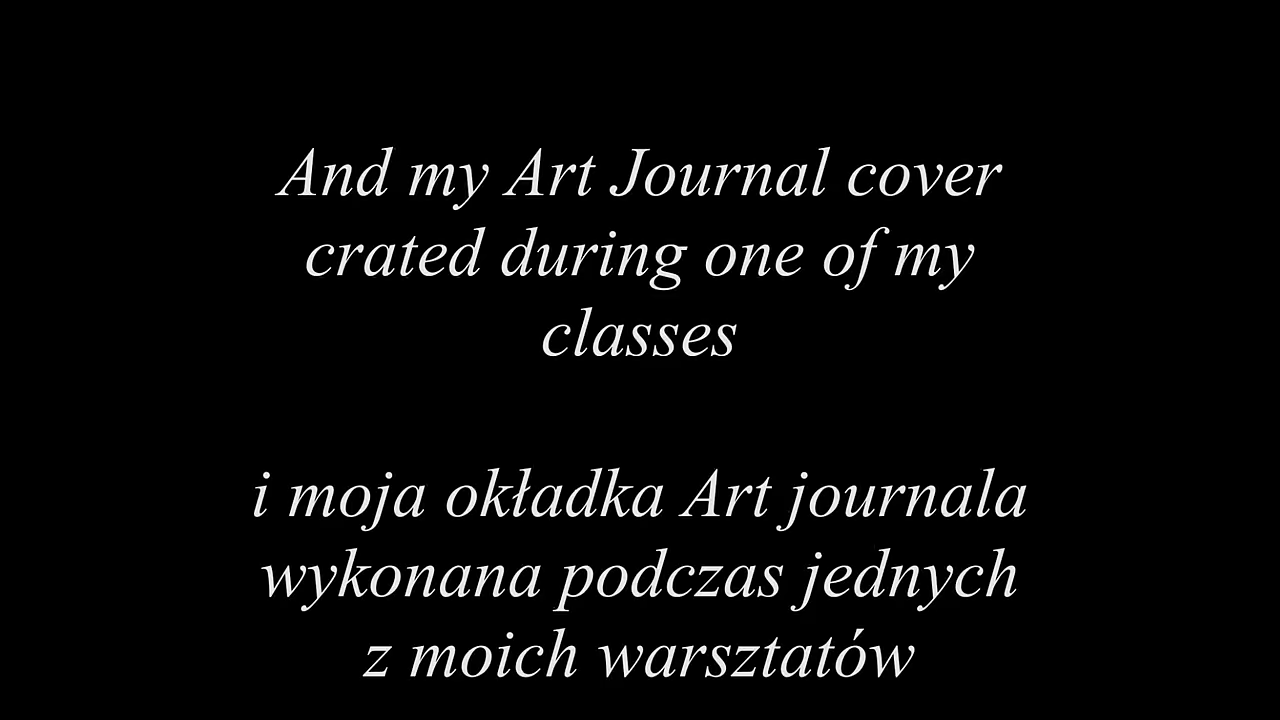 And my Art Journal cover
crated during one of my
classes
i moja okładka Art journala
wykonana podczas jednych
z moich warsztatów